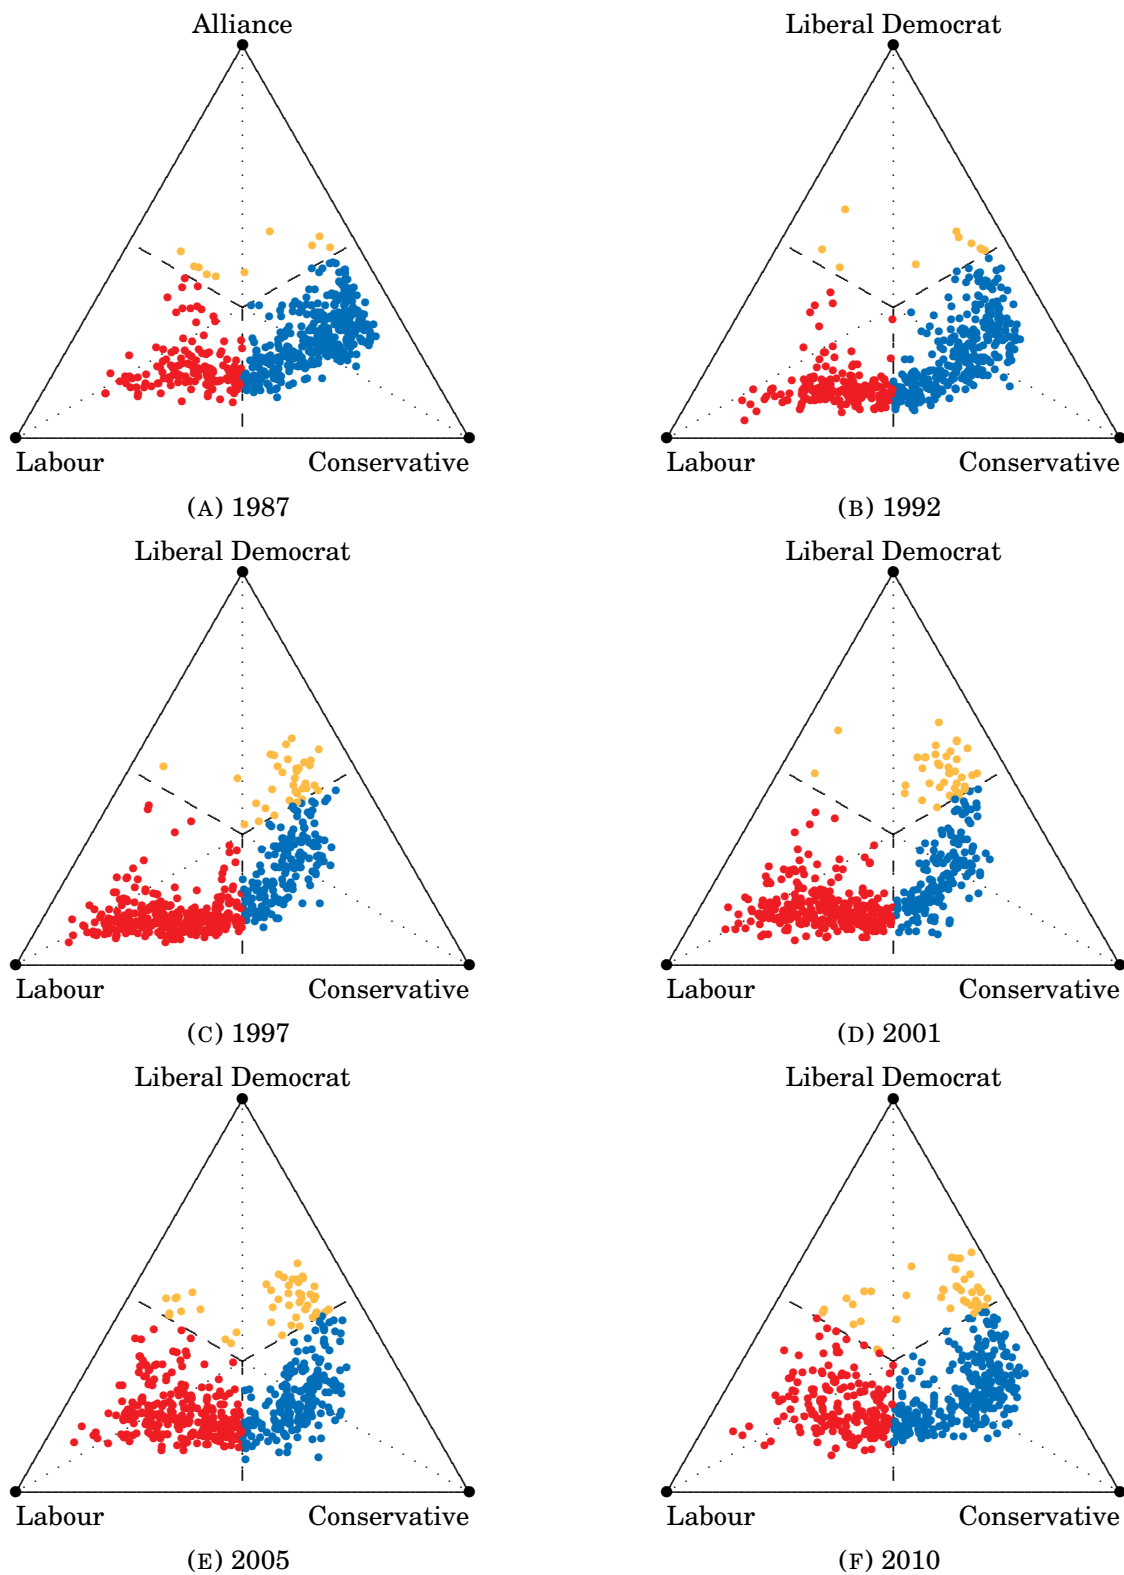 Alliance
Liberal Democrat
Labour Conservative
Labour Conservative
(A) 1987
(B) 1992
Liberal Democrat
Liberal Democrat
Labour Conservative
Labour Conservative
(C) 1997
(D) 2001
Liberal Democrat
Liberal Democrat
Labour Conservative
Labour Conservative
(E) 2005
(F) 2010